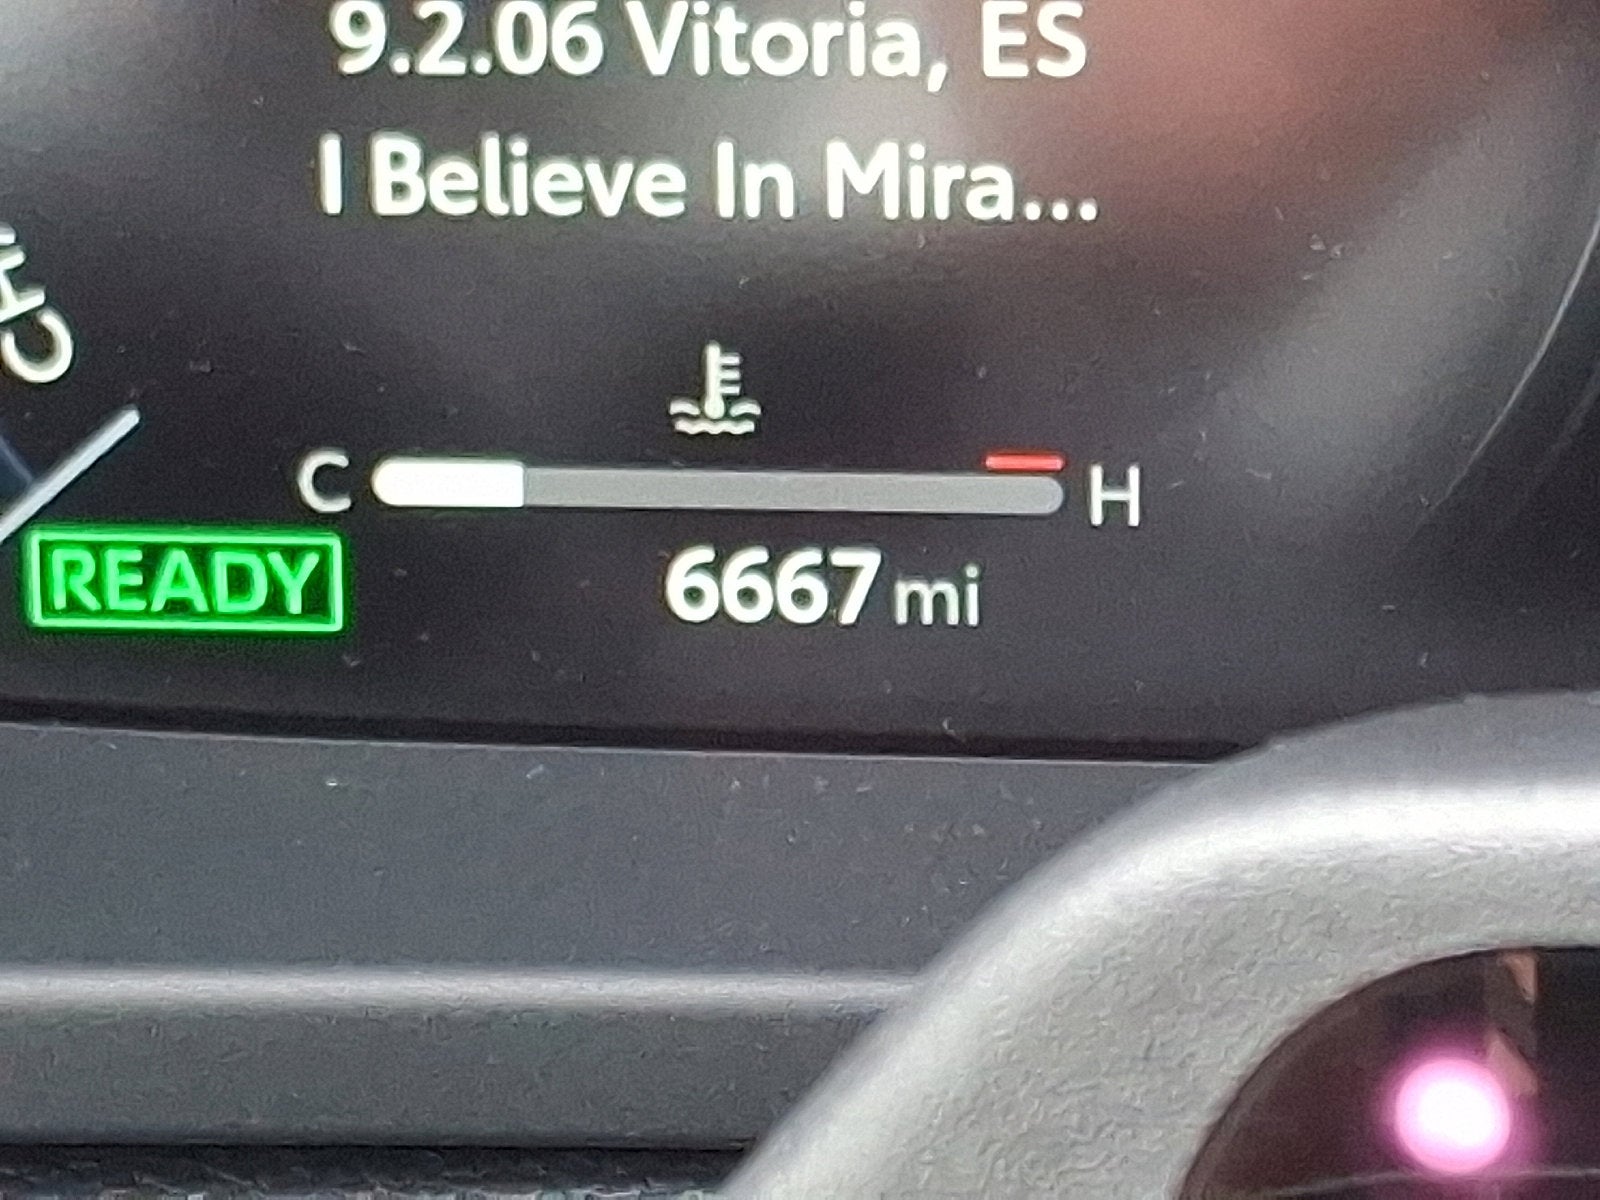 9.2.06 Vitoria, ES
I Believe In Mira...
C H
READY
6667 mi